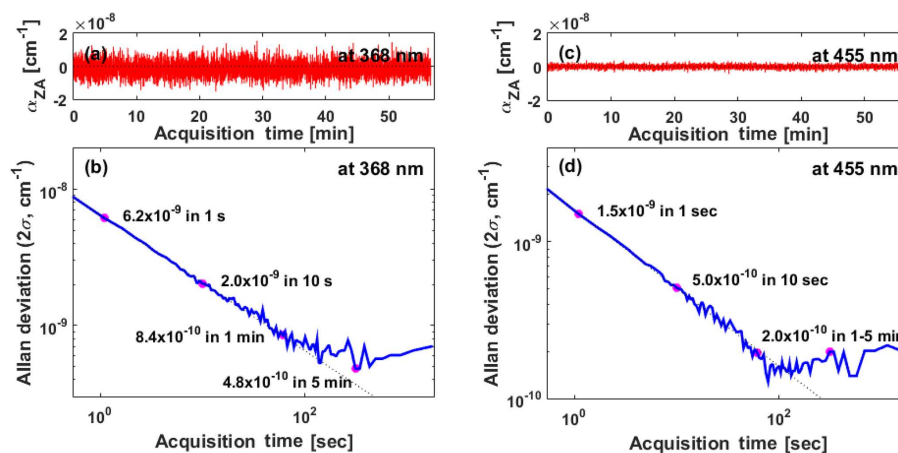 ×10⁻⁸
2
0
-2
α_ZA [cm⁻¹]
(a)
at 368 nm
0 10 20 30 40 50
Acquisition time [min]
×10⁻⁸
2
0
-2
α_ZA [cm⁻¹]
(c)
at 455 nm
0 10 20 30 40 50
Acquisition time [min]
(b)
at 368 nm
Allan deviation (2σ, cm⁻¹)
10⁻⁸
10⁻⁹
6.2x10⁻⁹ in 1 s
2.0x10⁻⁹ in 10 s
8.4x10⁻¹⁰ in 1 min
4.8x10⁻¹⁰ in 5 min
10⁰ 10²
Acquisition time [sec]
(d)
at 455 nm
Allan deviation (2σ, cm⁻¹)
10⁻⁹
10⁻¹⁰
1.5x10⁻⁹ in 1 sec
5.0x10⁻¹⁰ in 10 sec
2.0x10⁻¹⁰ in 1-5 min
10⁰ 10²
Acquisition time [sec]